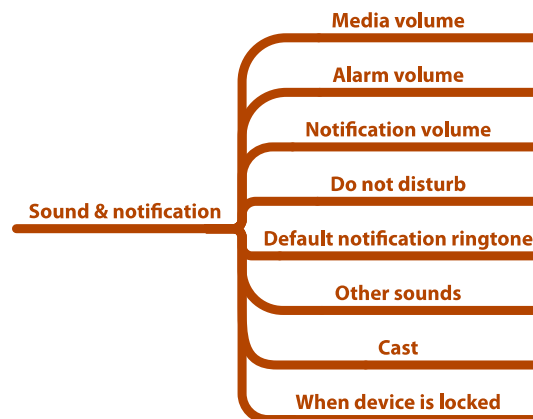 Media volume
Alarm volume
Notification volume
Do not disturb
Sound & notification
Default notification ringtone
Other sounds
Cast
When device is locked